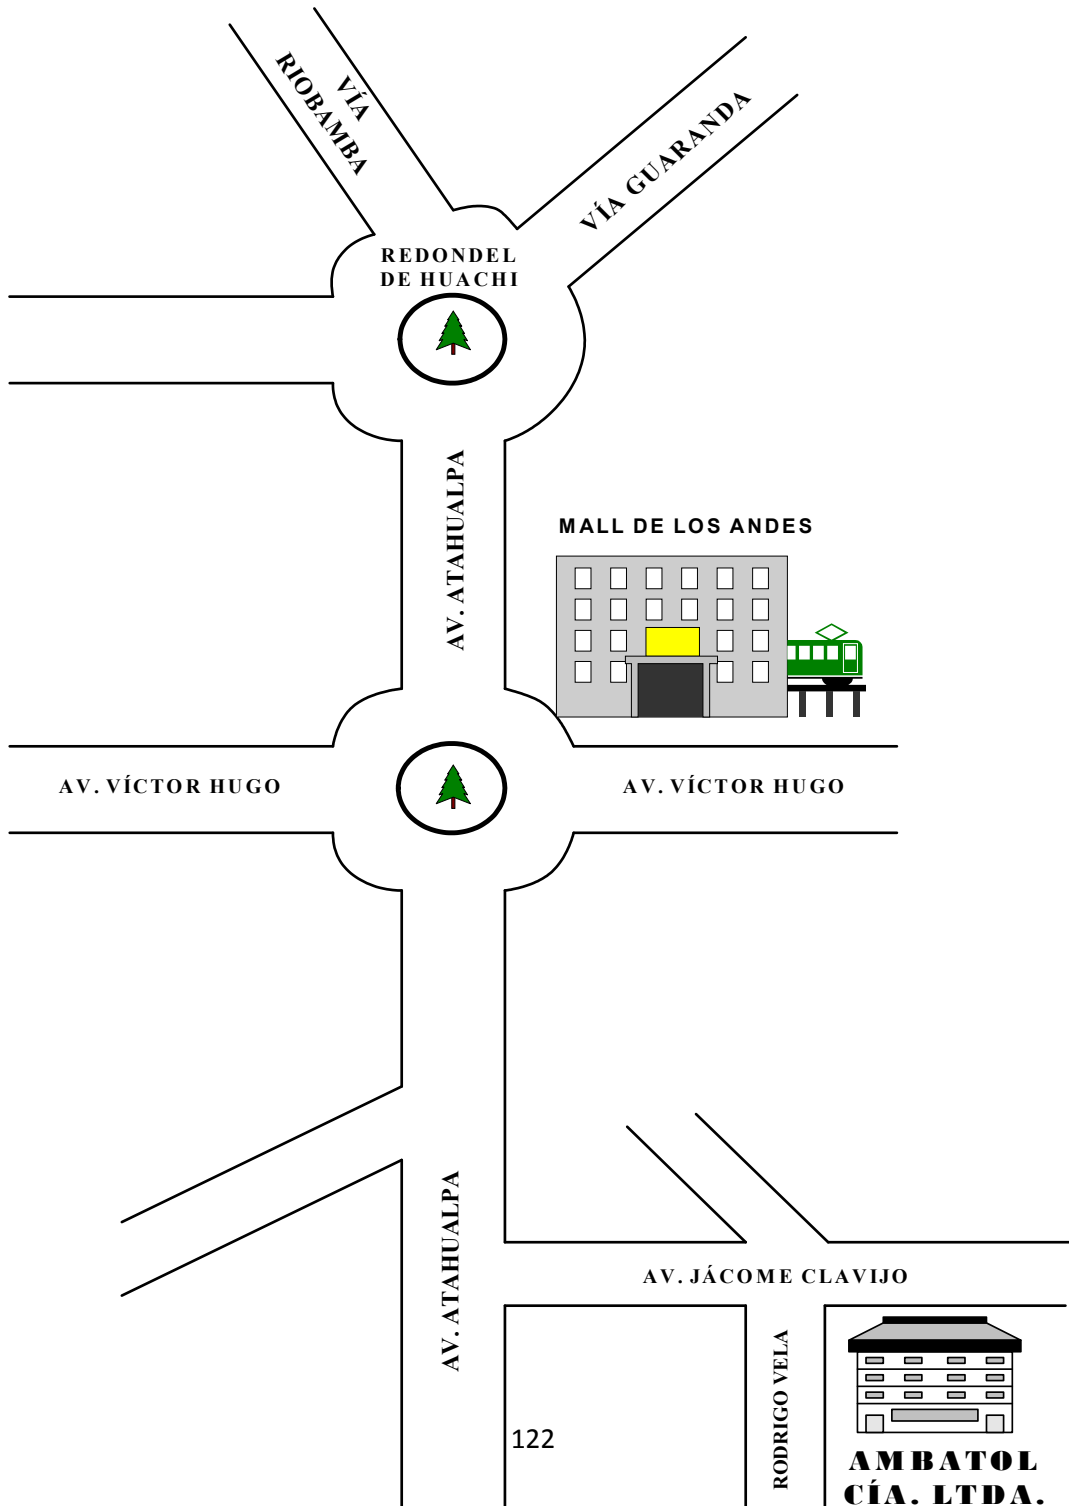 VÍA
RIOBAMBA
VÍA GUARANDA
REDONDEL
DE HUACHI
AV. ATAHUALPA
MALL DE LOS ANDES
AV. VÍCTOR HUGO
AV. VÍCTOR HUGO
AV. ATAHUALPA
AV. JÁCOME CLAVIJO
RODRIGO VELA
122
AMBATOL
CÍA. LTDA.